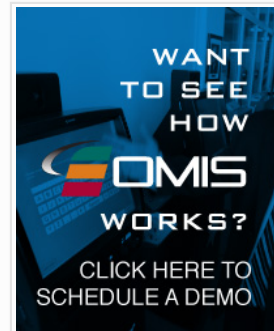 WANT
TO SEE
HOW
OMIS
WORKS?
CLICK HERE TO
SCHEDULE A DEMO